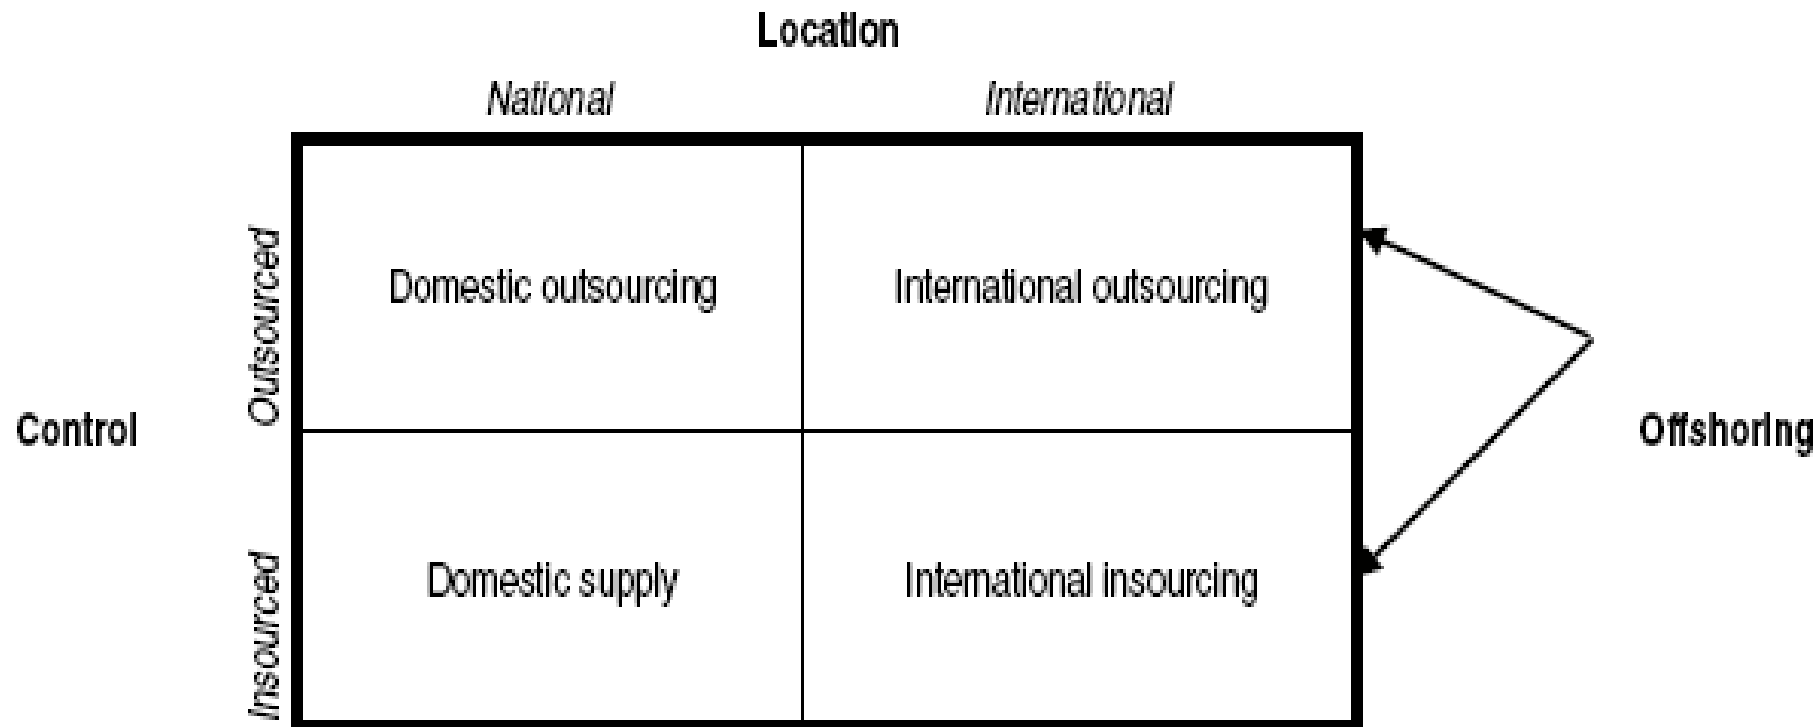 Location
National International
Outsourced
Domestic outsourcing International outsourcing
Control
Offshoring
Insourced
Domestic supply International insourcing